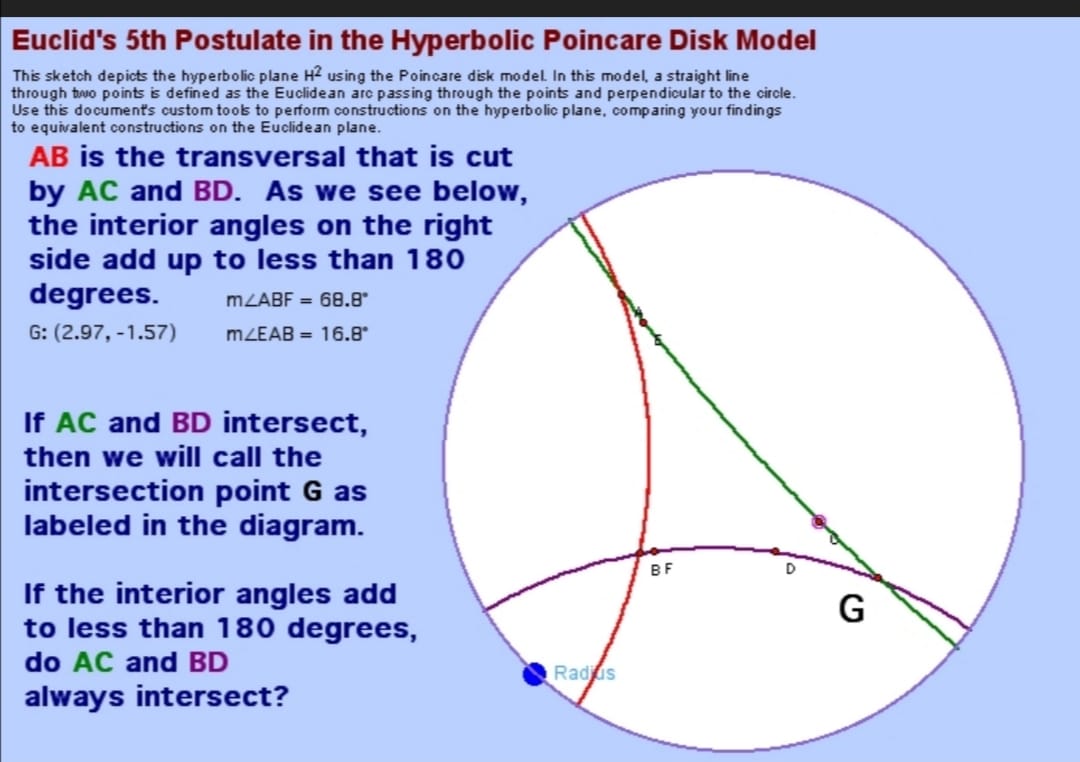 Euclid's 5th Postulate in the Hyperbolic Poincare Disk Model
This sketch depicts the hyperbolic plane H² using the Poincare disk model. In this model, a straight line
through two points is defined as the Euclidean arc passing through the points and perpendicular to the circle.
Use this document's custom tools to perform constructions on the hyperbolic plane, comparing your findings
to equivalent constructions on the Euclidean plane.
AB is the transversal that is cut
by AC and BD. As we see below,
the interior angles on the right
side add up to less than 180
degrees.
m∠ABF = 68.8°
G: (2.97, -1.57)
m∠EAB = 16.8°
If AC and BD intersect,
then we will call the
intersection point G as
labeled in the diagram.
If the interior angles add
to less than 180 degrees,
do AC and BD
always intersect?
A
E
C
B F
D
G
Radius